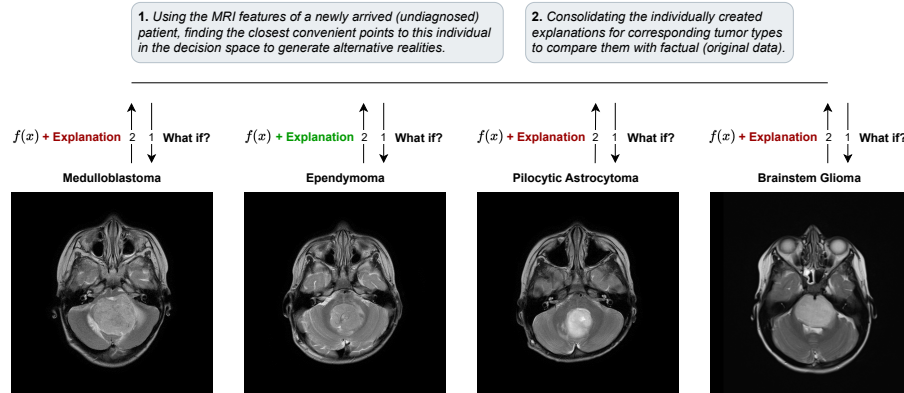 1. Using the MRI features of a newly arrived (undiagnosed)
patient, finding the closest convenient points to this individual
in the decision space to generate alternative realities.
2. Consolidating the individually created
explanations for corresponding tumor types
to compare them with factual (original data).
f(x) + Explanation 2 1 What if?
Medulloblastoma
f(x) + Explanation 2 1 What if?
Ependymoma
f(x) + Explanation 2 1 What if?
Pilocytic Astrocytoma
f(x) + Explanation 2 1 What if?
Brainstem Glioma